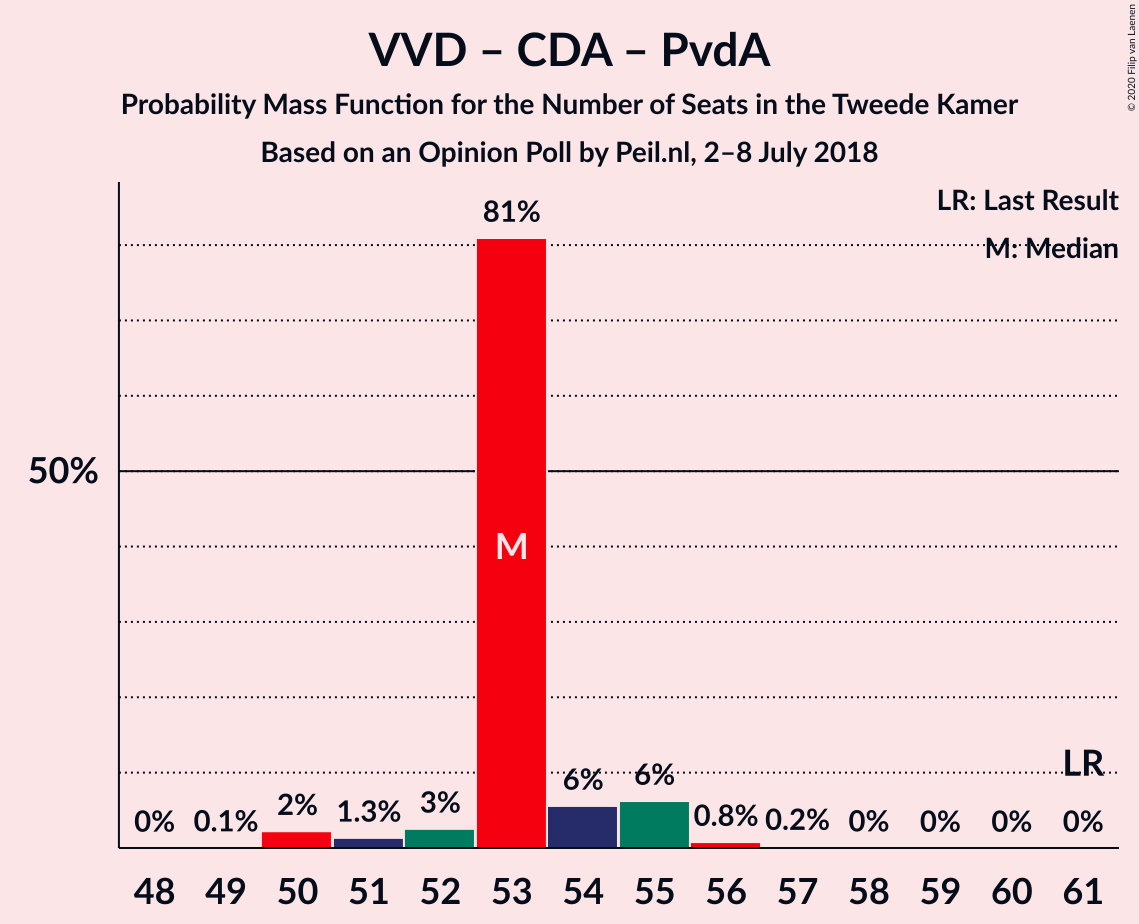 VVD – CDA – PvdA
Probability Mass Function for the Number of Seats in the Tweede Kamer
Based on an Opinion Poll by Peil.nl, 2–8 July 2018
© 2020 Filip van Laenen
LR: Last Result
M: Median
50%
81%
M
LR
0% 0.1% 2% 1.3% 3% 6% 6% 0.8% 0.2% 0% 0% 0% 0%
48 49 50 51 52 53 54 55 56 57 58 59 60 61